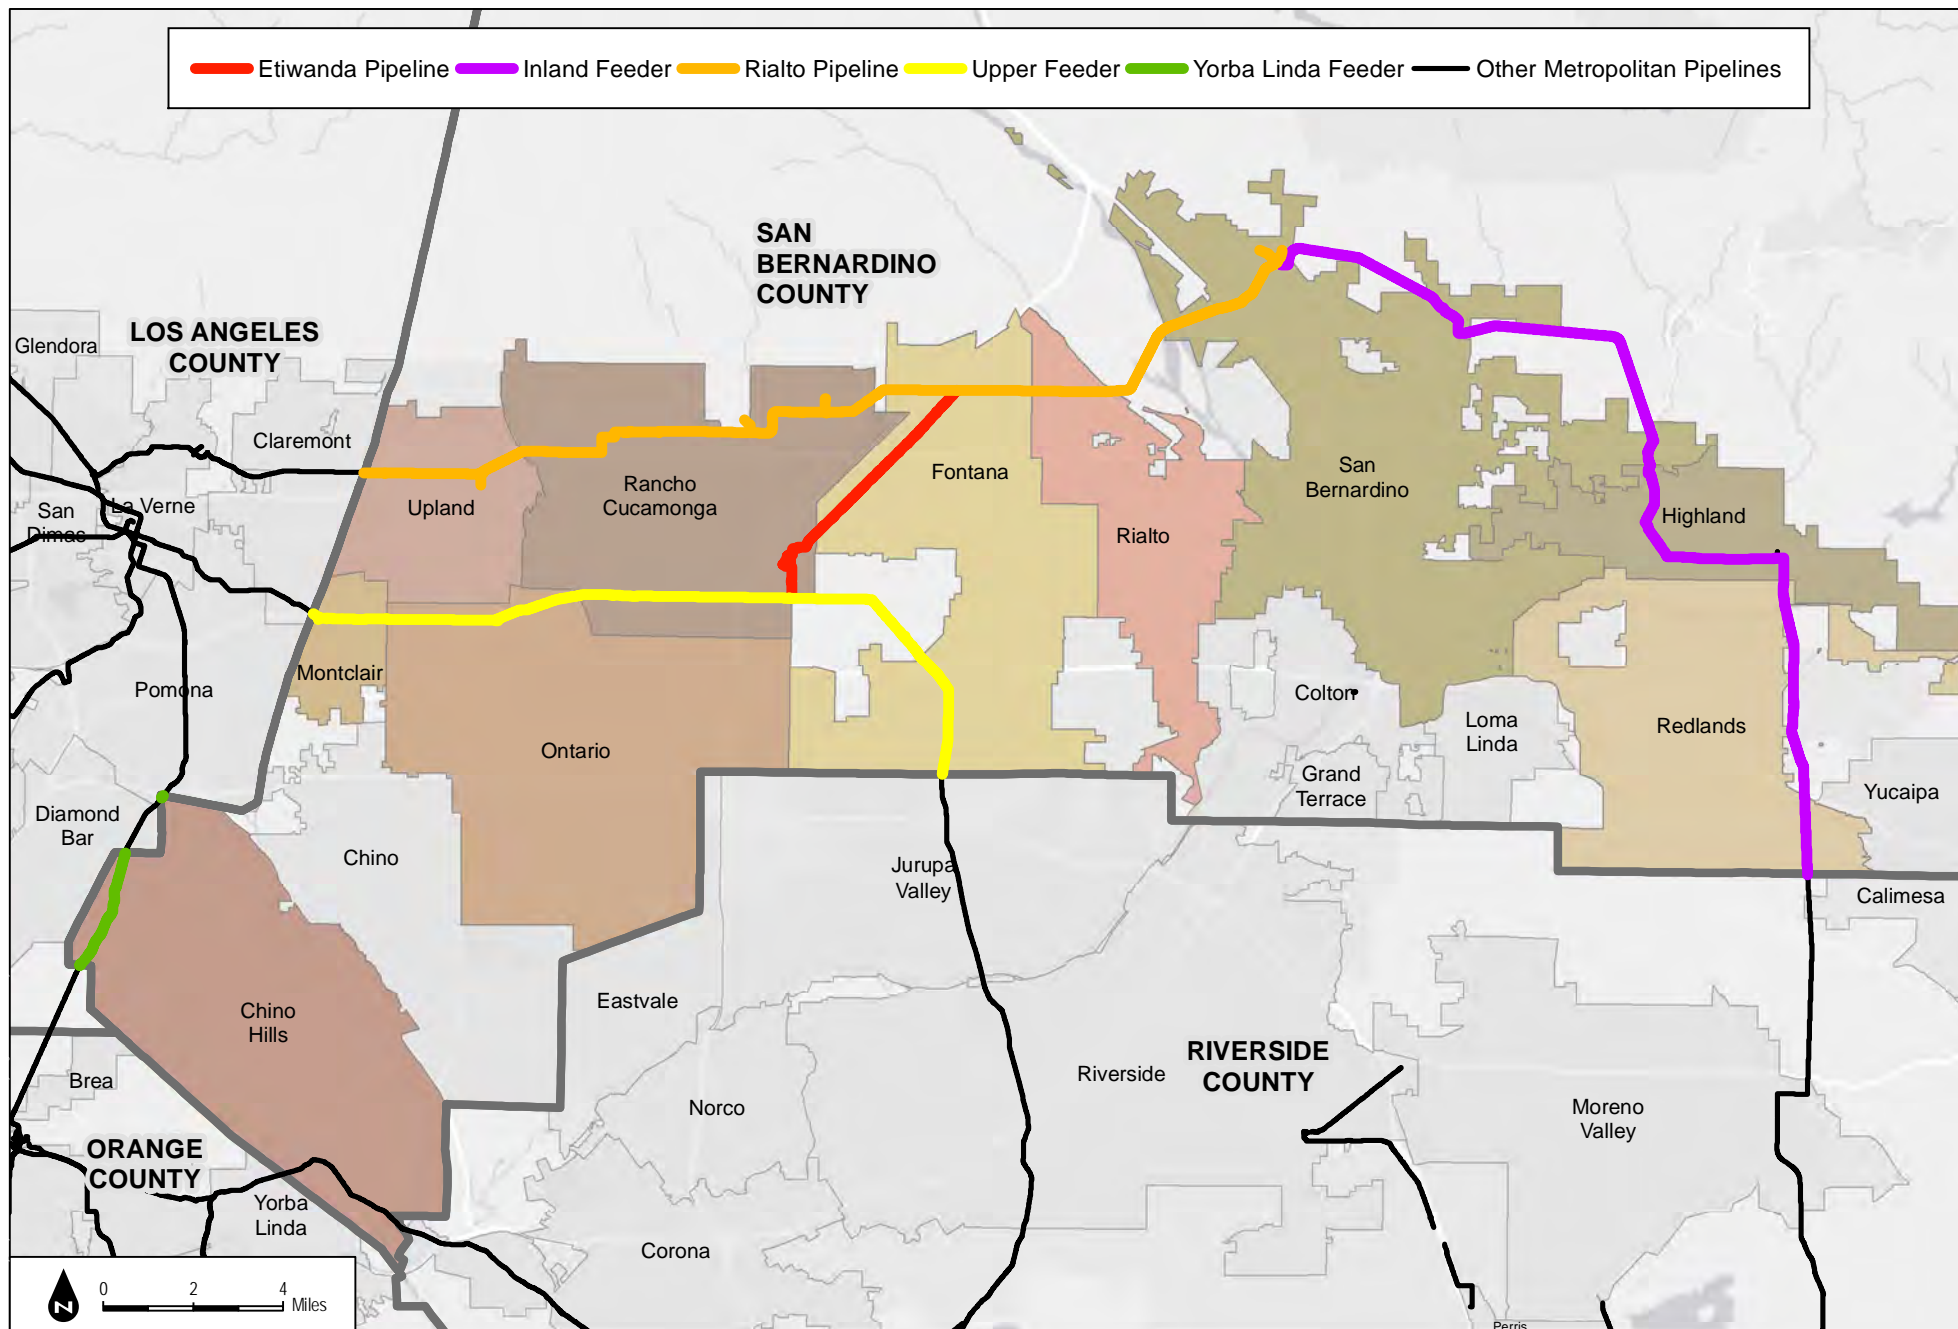 Etiwanda Pipeline Inland Feeder Rialto Pipeline Upper Feeder Yorba Linda Feeder Other Metropolitan Pipelines
SAN
BERNARDINO
COUNTY
LOS ANGELES
COUNTY
Glendora
Claremont
San
Dimas
La Verne
Upland
Rancho
Cucamonga
Fontana
Rialto
San
Bernardino
Highland
Pomona
Montclair
Ontario
Colton
Loma
Linda
Redlands
Grand
Terrace
Yucaipa
Diamond
Bar
Chino
Jurupa
Valley
Calimesa
Chino
Hills
Eastvale
Brea
Norco
Riverside
RIVERSIDE
COUNTY
Moreno
Valley
ORANGE
COUNTY
Yorba
Linda
Corona
Perris
N
0 2 4
Miles